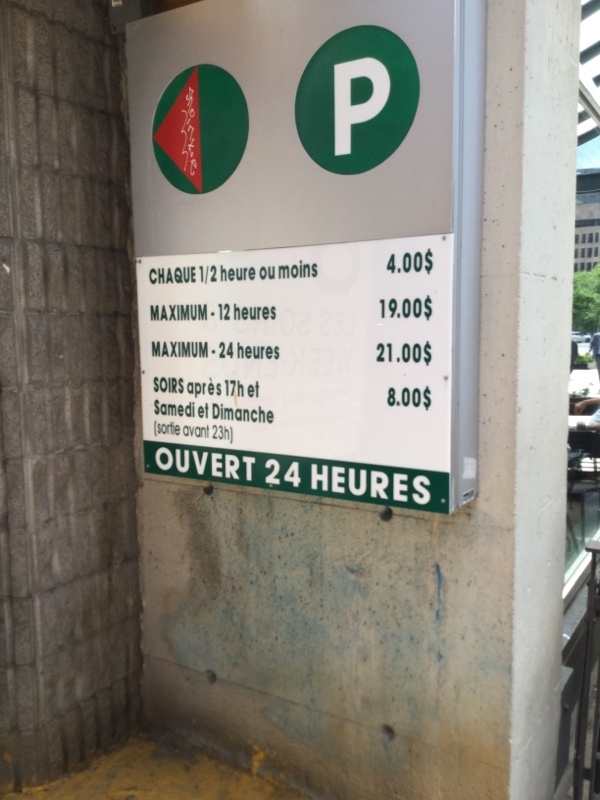 P
CHAQUE 1/2 heure ou moins 4.00$
MAXIMUM - 12 heures 19.00$
MAXIMUM - 24 heures 21.00$
SOIRS après 17h et 8.00$
Samedi et Dimanche
(sortie avant 23h)
OUVERT 24 HEURES